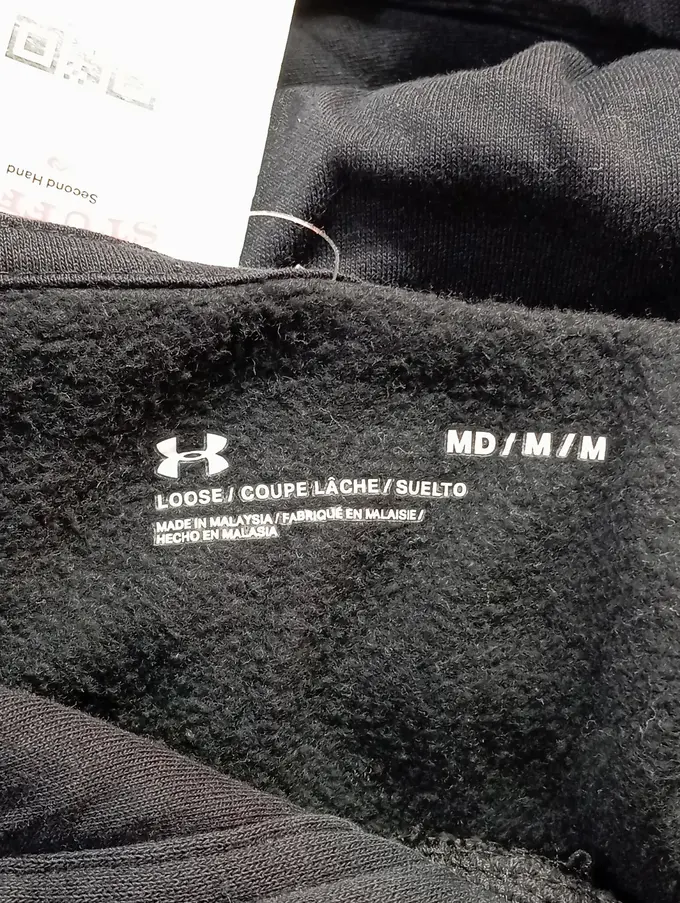 Second Hand
MD / M / M
LOOSE / COUPE LÂCHE / SUELTO
MADE IN MALAYSIA / FABRIQUÉ EN MALAISIE /
HECHO EN MALASIA